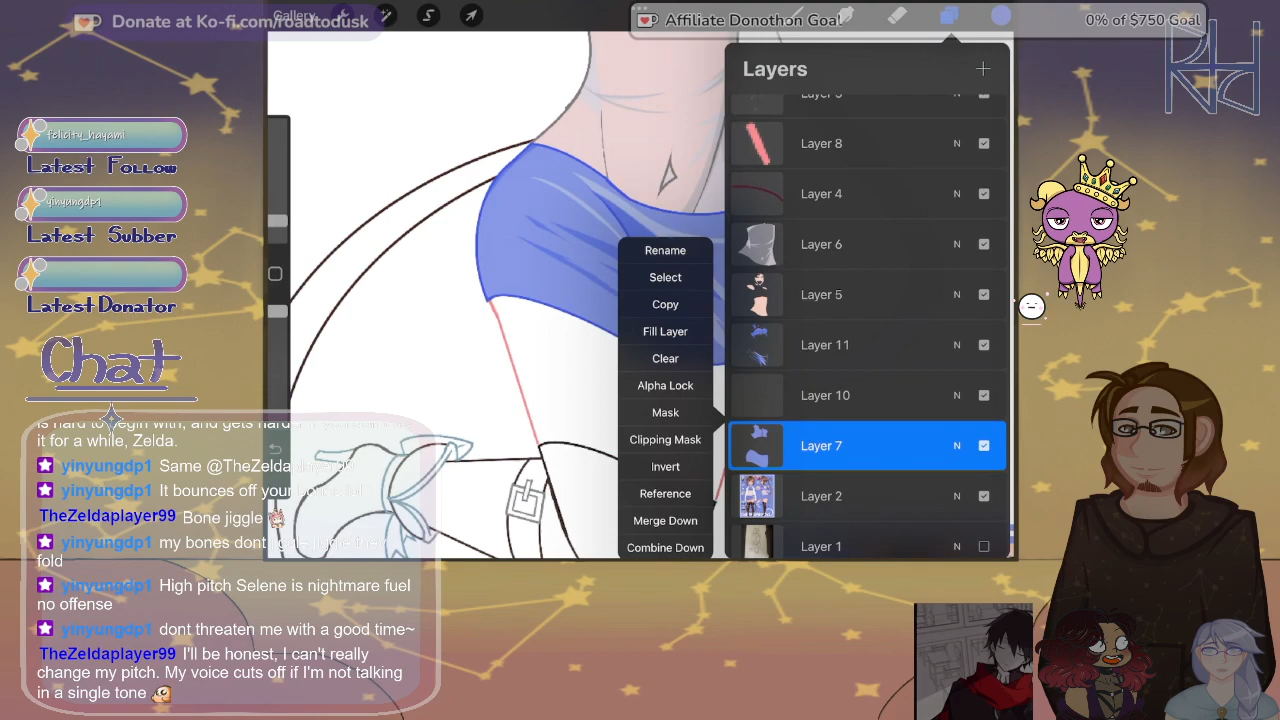 Donate at Ko-fi.com/roadtodusk
Gallery
Affiliate Donothon Goal
0% of $750 Goal
felicity_hayami
Latest Follow
yinyungdp1
Latest Subber
Latest Donator
Chat
it for a while, Zelda.
yinyungdp1 Same @TheZeldaplayer99
yinyungdp1 It bounces off your
TheZeldaplayer99 Bone jiggle
yinyungdp1 my bones dont
fold
yinyungdp1 High pitch Selene is nightmare fuel
no offense
yinyungdp1 dont threaten me with a good time~
TheZeldaplayer99 I'll be honest, I can't really
change my pitch. My voice cuts off if I'm not talking
in a single tone
Rename
Select
Copy
Fill Layer
Clear
Alpha Lock
Mask
Clipping Mask
Invert
Reference
Merge Down
Combine Down
Layers
Layer 8 N
Layer 4 N
Layer 6 N
Layer 5 N
Layer 11 N
Layer 10 N
Layer 7 N
Layer 2 N
Layer 1 N